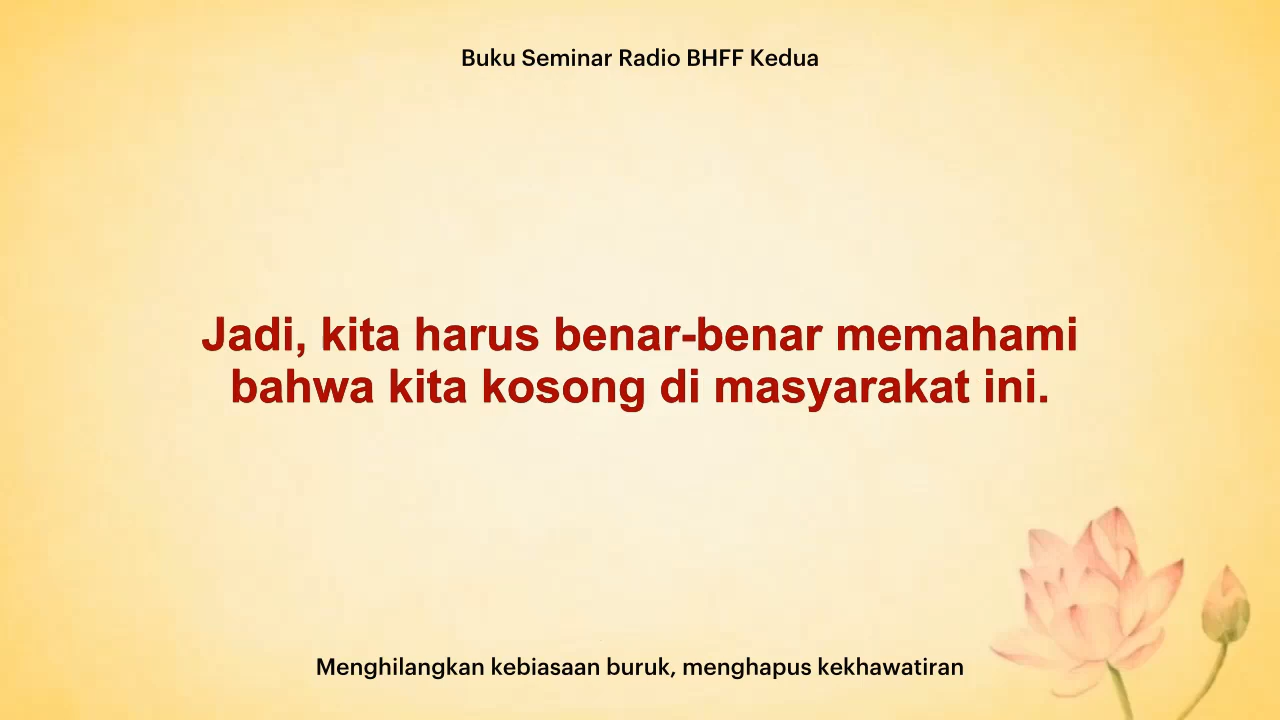 Buku Seminar Radio BHFF Kedua
Jadi, kita harus benar-benar memahami
bahwa kita kosong di masyarakat ini.
Menghilangkan kebiasaan buruk, menghapus kekhawatiran